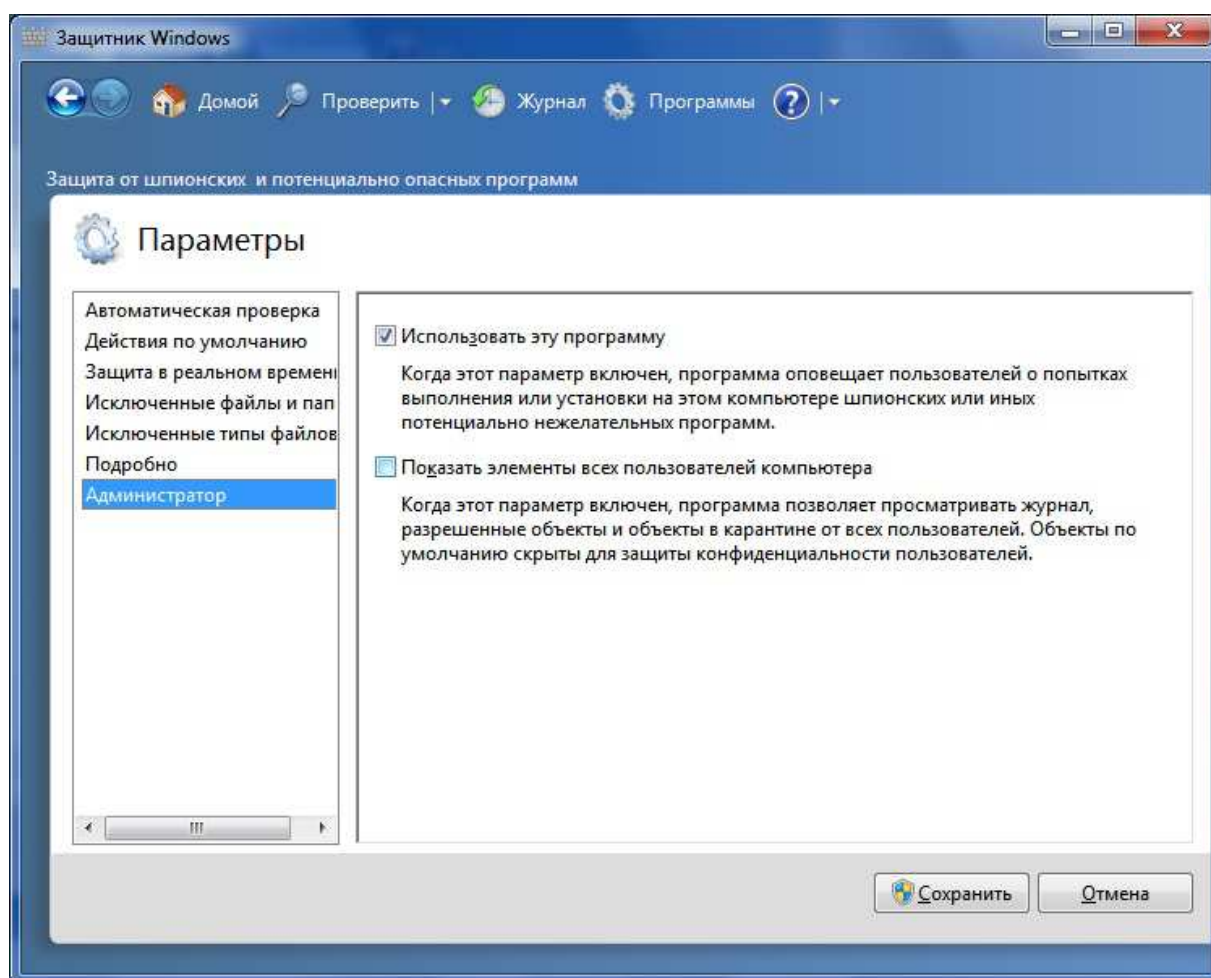 Защитник Windows
Домой Проверить Журнал Программы ?
Защита от шпионских и потенциально опасных программ
Параметры
Автоматическая проверка
Действия по умолчанию
Защита в реальном времени
Исключенные файлы и пап
Исключенные типы файлов
Подробно
Администратор
Использовать эту программу
Когда этот параметр включен, программа оповещает пользователей о попытках
выполнения или установки на этом компьютере шпионских или иных
потенциально нежелательных программ.
Показать элементы всех пользователей компьютера
Когда этот параметр включен, программа позволяет просматривать журнал,
разрешенные объекты и объекты в карантине от всех пользователей. Объекты по
умолчанию скрыты для защиты конфиденциальности пользователей.
Сохранить Отмена